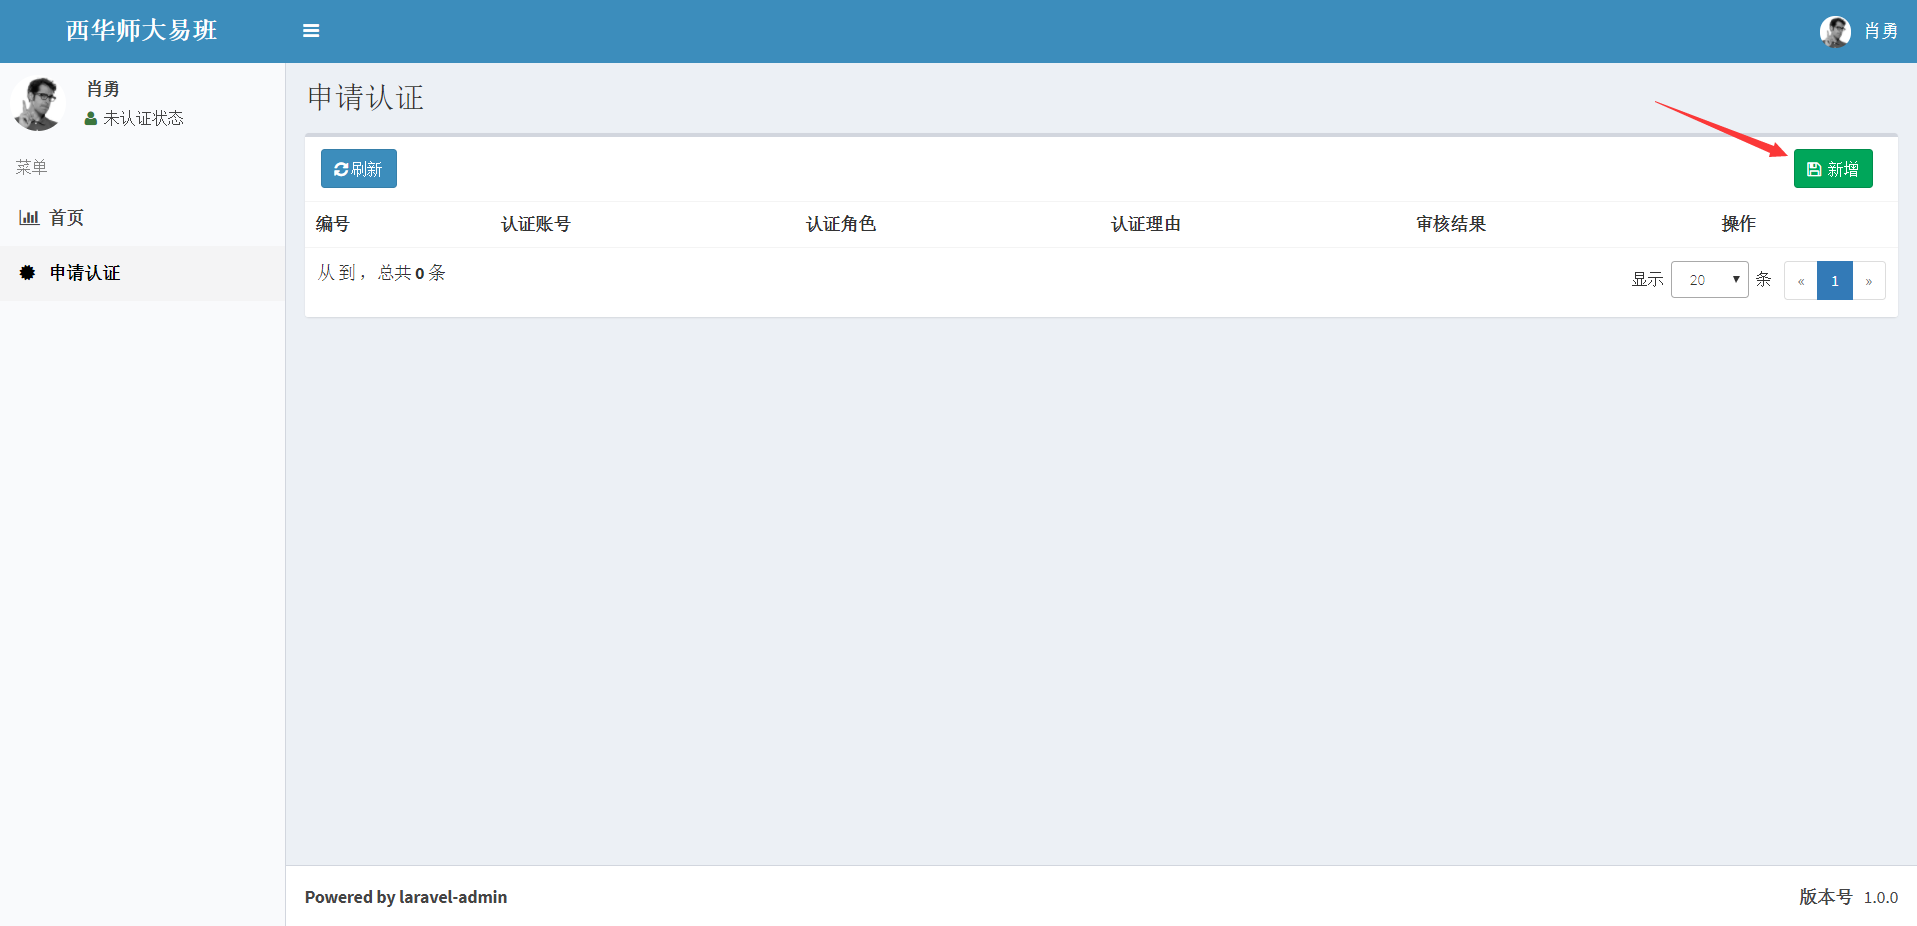 西华师大易班
肖勇
肖勇
未认证状态
菜单
首页
申请认证
申请认证
刷新
新增
编号 认证账号 认证角色 认证理由 审核结果 操作
从 到 ，总共 0 条
显示 20 条 « 1 »
Powered by laravel-admin
版本号 1.0.0